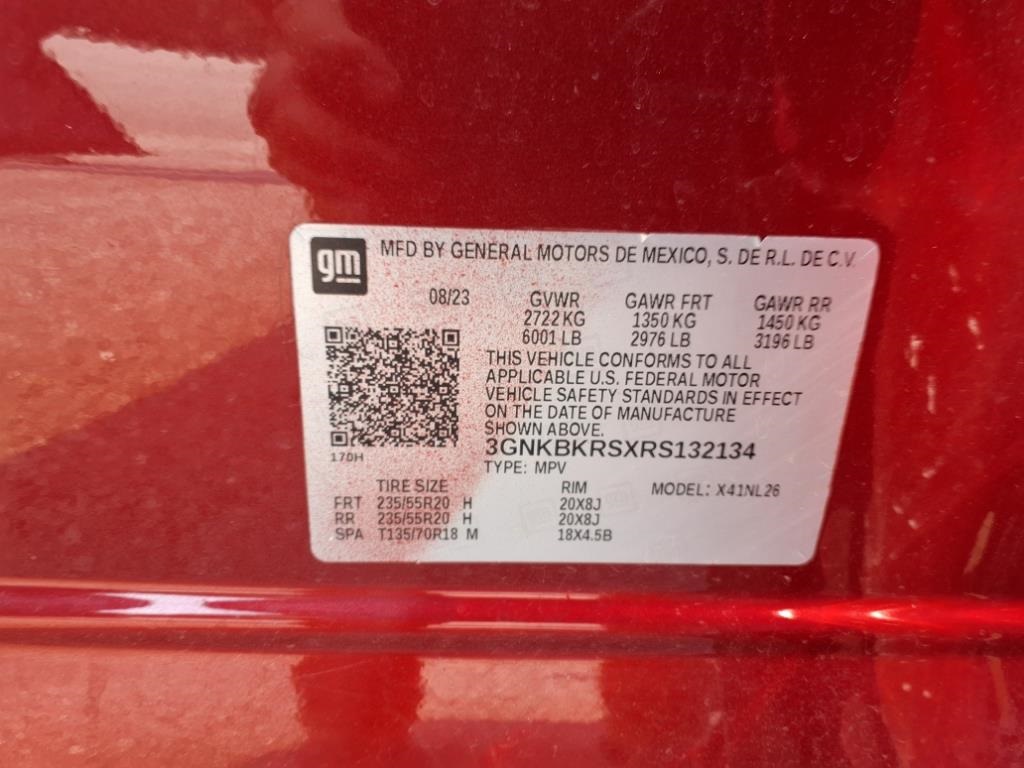 gm
MFD BY GENERAL MOTORS DE MEXICO, S. DE R.L. DE C.V.
08/23 GVWR GAWR FRT GAWR RR
2722 KG 1350 KG 1450 KG
6001 LB 2976 LB 3196 LB
THIS VEHICLE CONFORMS TO ALL
APPLICABLE U.S. FEDERAL MOTOR
VEHICLE SAFETY STANDARDS IN EFFECT
ON THE DATE OF MANUFACTURE
SHOWN ABOVE.
3GNKBKRSXRS132134
170H
TYPE: MPV
TIRE SIZE RIM MODEL: X41NL26
FRT 235/55R20 H 20X8J
RR 235/55R20 H 20X8J
SPA T135/70R18 M 18X4.5B